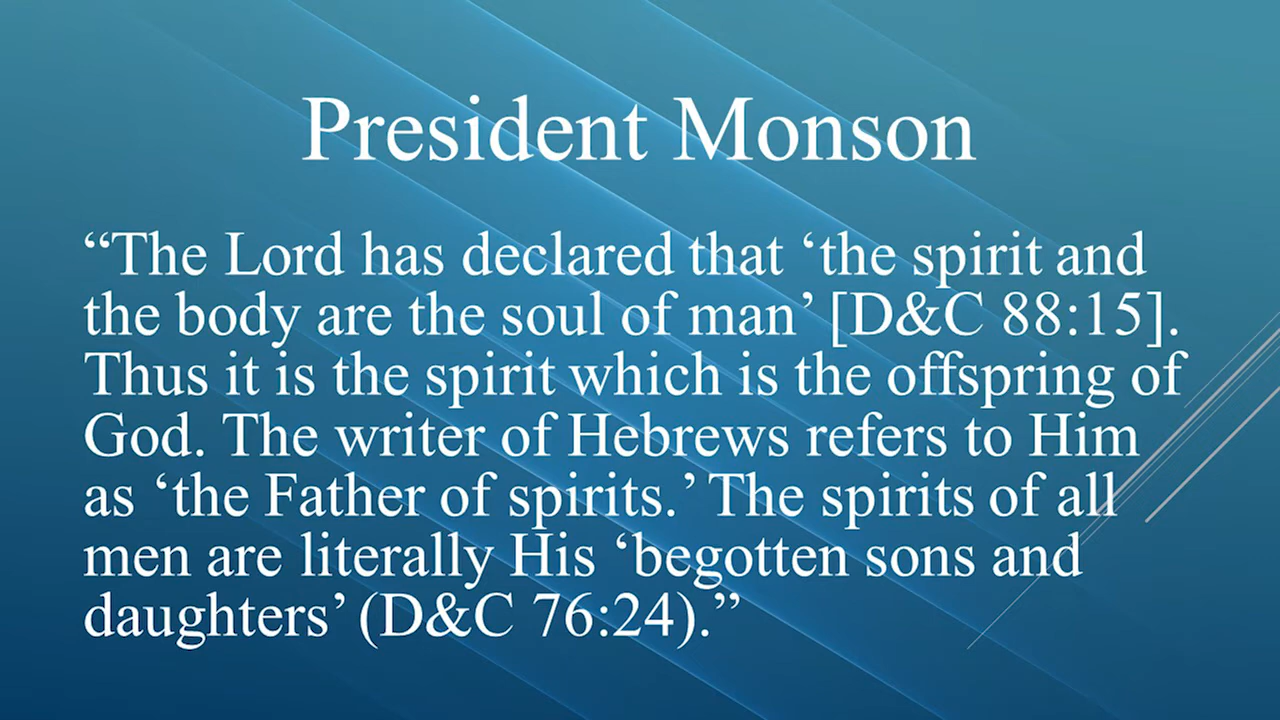 President Monson
“The Lord has declared that ‘the spirit and
the body are the soul of man’ [D&C 88:15].
Thus it is the spirit which is the offspring of
God. The writer of Hebrews refers to Him
as ‘the Father of spirits.’ The spirits of all
men are literally His ‘begotten sons and
daughters’ (D&C 76:24).”